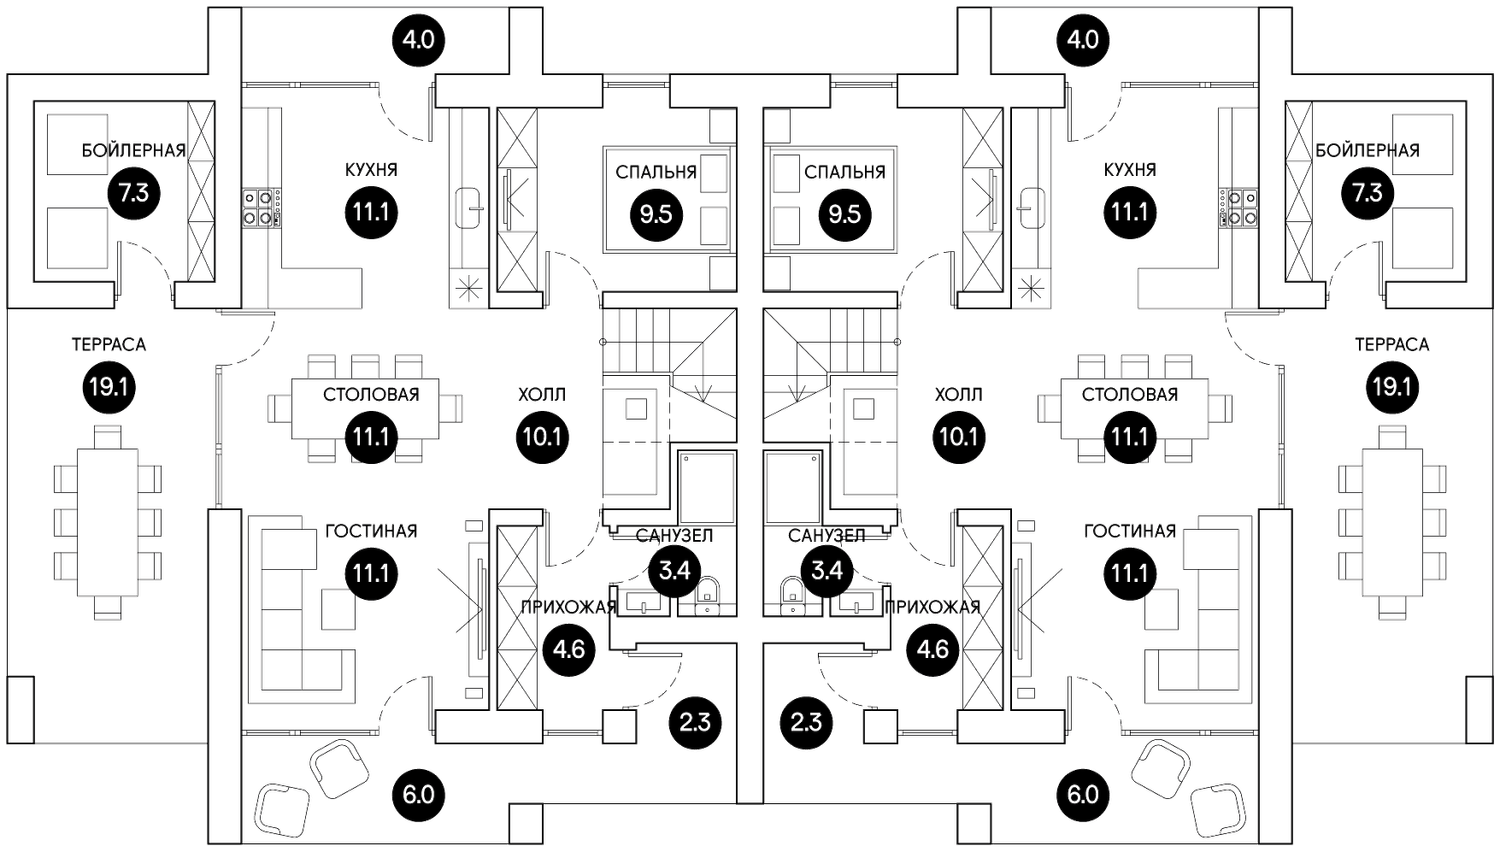 4.0
4.0
БОЙЛЕРНАЯ
7.3
КУХНЯ
11.1
СПАЛЬНЯ
9.5
СПАЛЬНЯ
9.5
КУХНЯ
11.1
БОЙЛЕРНАЯ
7.3
ТЕРРАСА
19.1
СТОЛОВАЯ
11.1
ХОЛЛ
10.1
ХОЛЛ
10.1
СТОЛОВАЯ
11.1
ТЕРРАСА
19.1
ГОСТИНАЯ
11.1
САНУЗЕЛ
3.4
САНУЗЕЛ
3.4
ГОСТИНАЯ
11.1
ПРИХОЖАЯ
4.6
ПРИХОЖАЯ
4.6
2.3
2.3
6.0
6.0